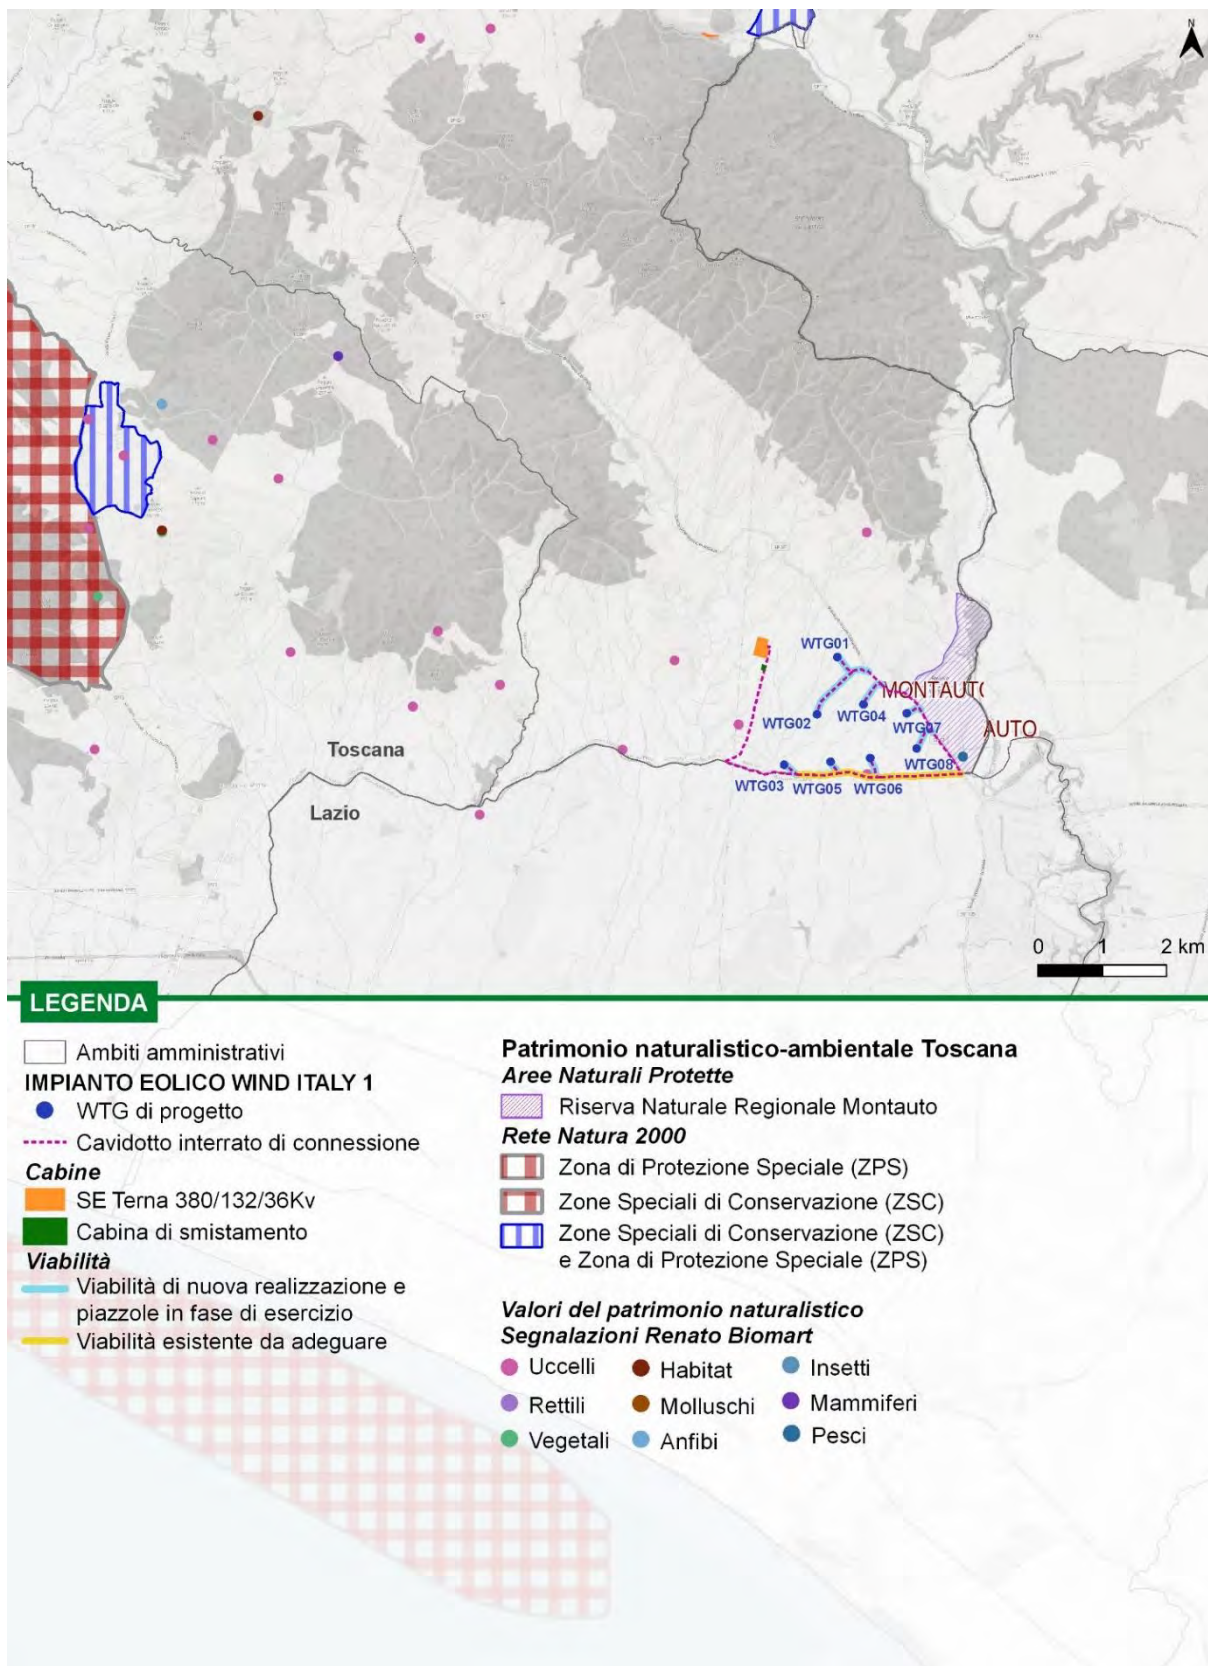 N
WTG01
MONTAUTO
WTG02
WTG04
WTG07
AUTO
Toscana
WTG08
WTG03
WTG05
WTG06
Lazio
0 1 2 km
LEGENDA
Ambiti amministrativi
IMPIANTO EOLICO WIND ITALY 1
WTG di progetto
Cavidotto interrato di connessione
Cabine
SE Terna 380/132/36Kv
Cabina di smistamento
Viabilità
Viabilità di nuova realizzazione e
piazzole in fase di esercizio
Viabilità esistente da adeguare
Patrimonio naturalistico-ambientale Toscana
Aree Naturali Protette
Riserva Naturale Regionale Montauto
Rete Natura 2000
Zona di Protezione Speciale (ZPS)
Zone Speciali di Conservazione (ZSC)
Zone Speciali di Conservazione (ZSC)
e Zona di Protezione Speciale (ZPS)
Valori del patrimonio naturalistico
Segnalazioni Renato Biomart
Uccelli
Habitat
Insetti
Rettili
Molluschi
Mammiferi
Vegetali
Anfibi
Pesci